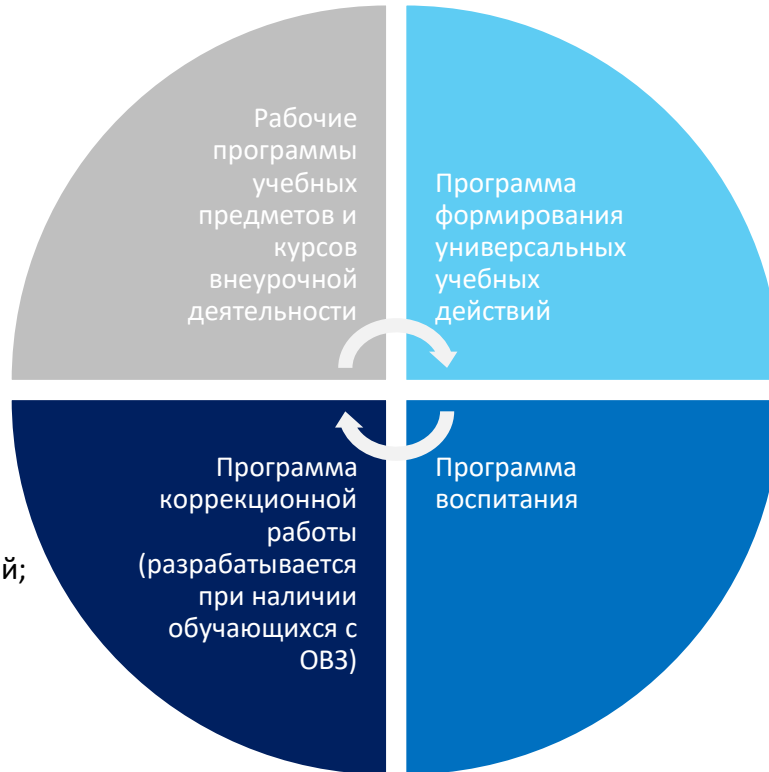 Рабочие
программы
учебных
предметов и
курсов
внеурочной
деятельности
Программа
формирования
универсальных
учебных
действий
Программа
коррекционной
работы
(разрабатывается
при наличии
обучающихся с
ОВЗ)
Программа
воспитания
й;